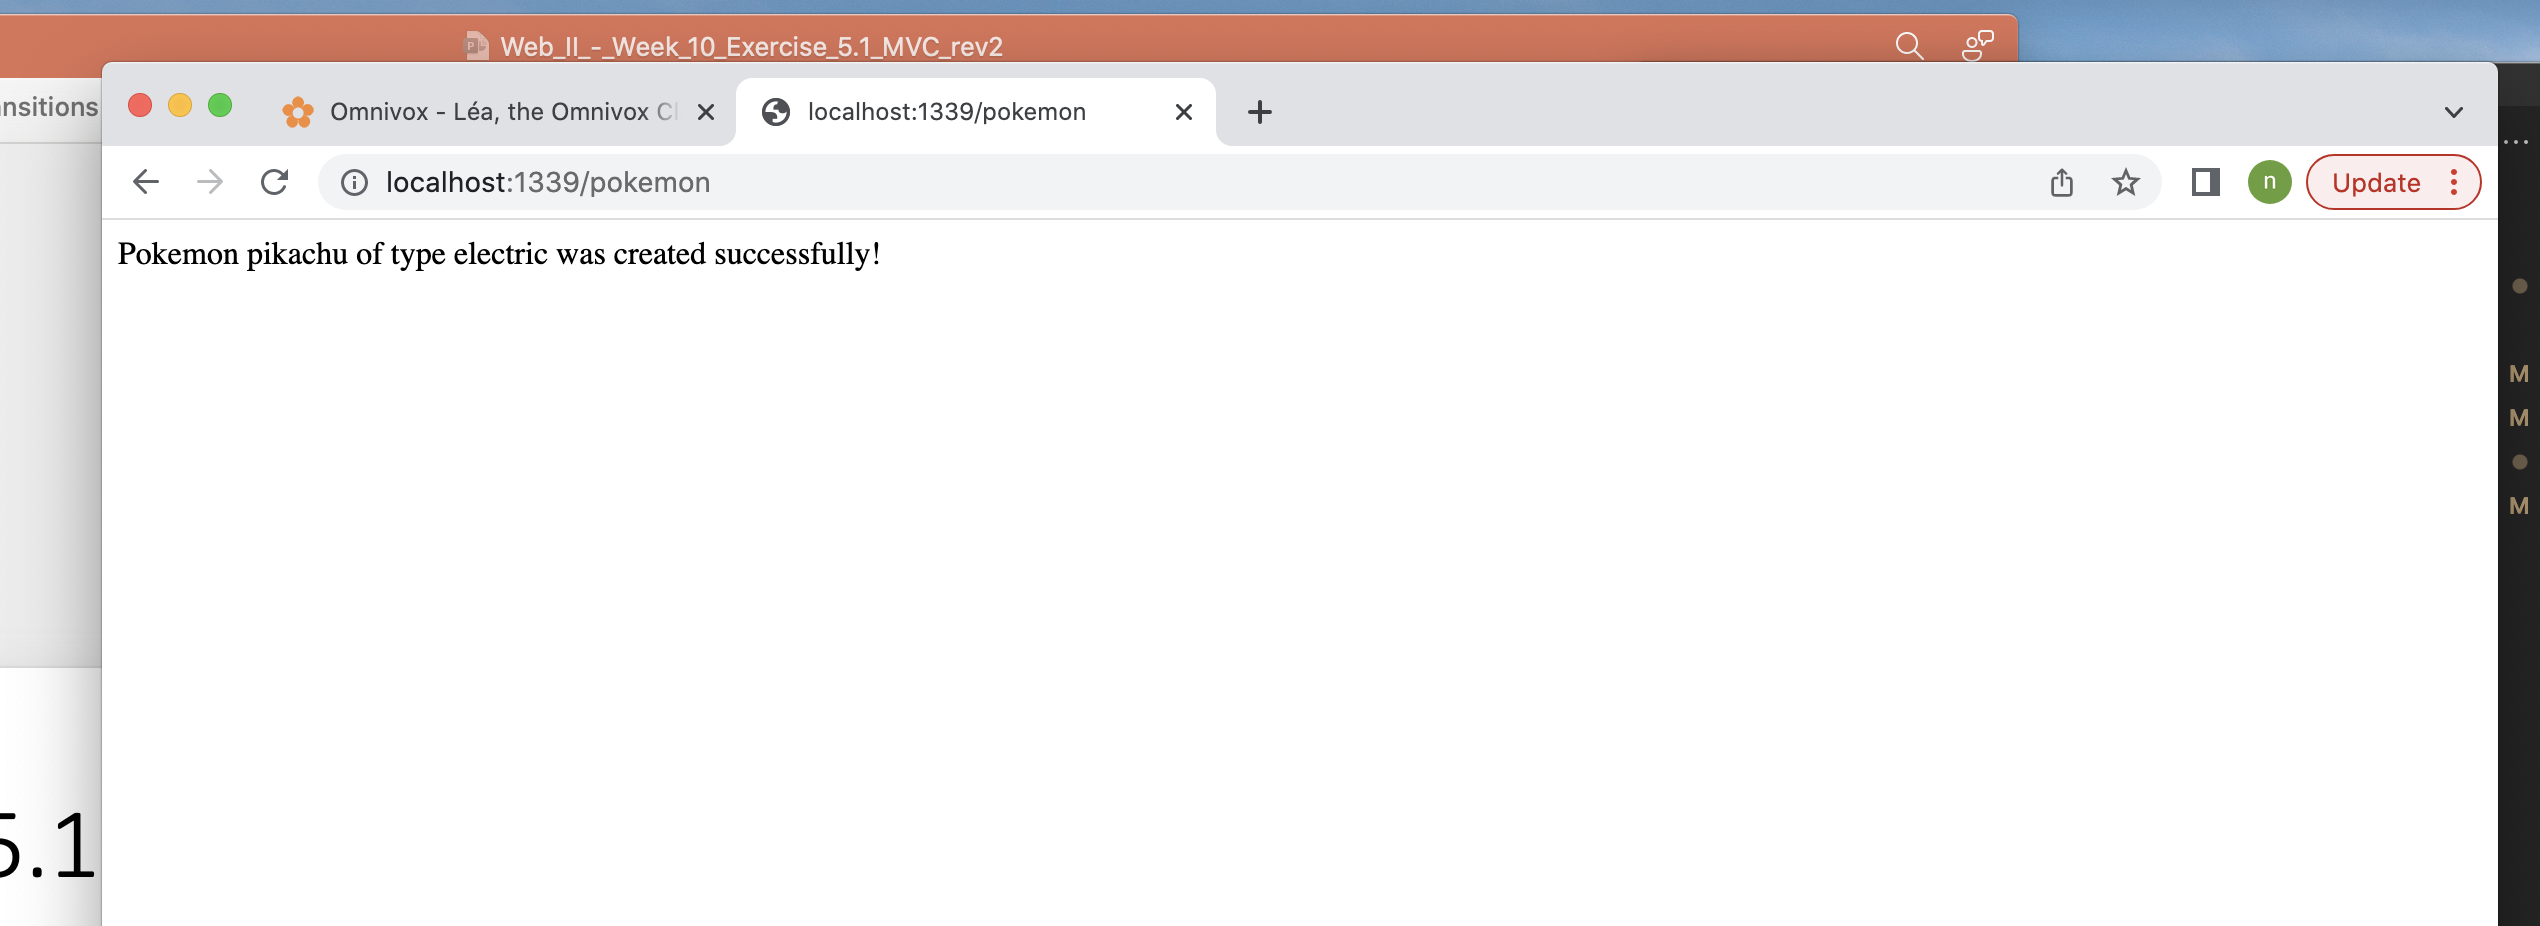 Web_II_-_Week_10_Exercise_5.1_MVC_rev2
nsitions
Omnivox - Léa, the Omnivox Cl
localhost:1339/pokemon
...
localhost:1339/pokemon
n
Update
Pokemon pikachu of type electric was created successfully!
M
M
M
5.1